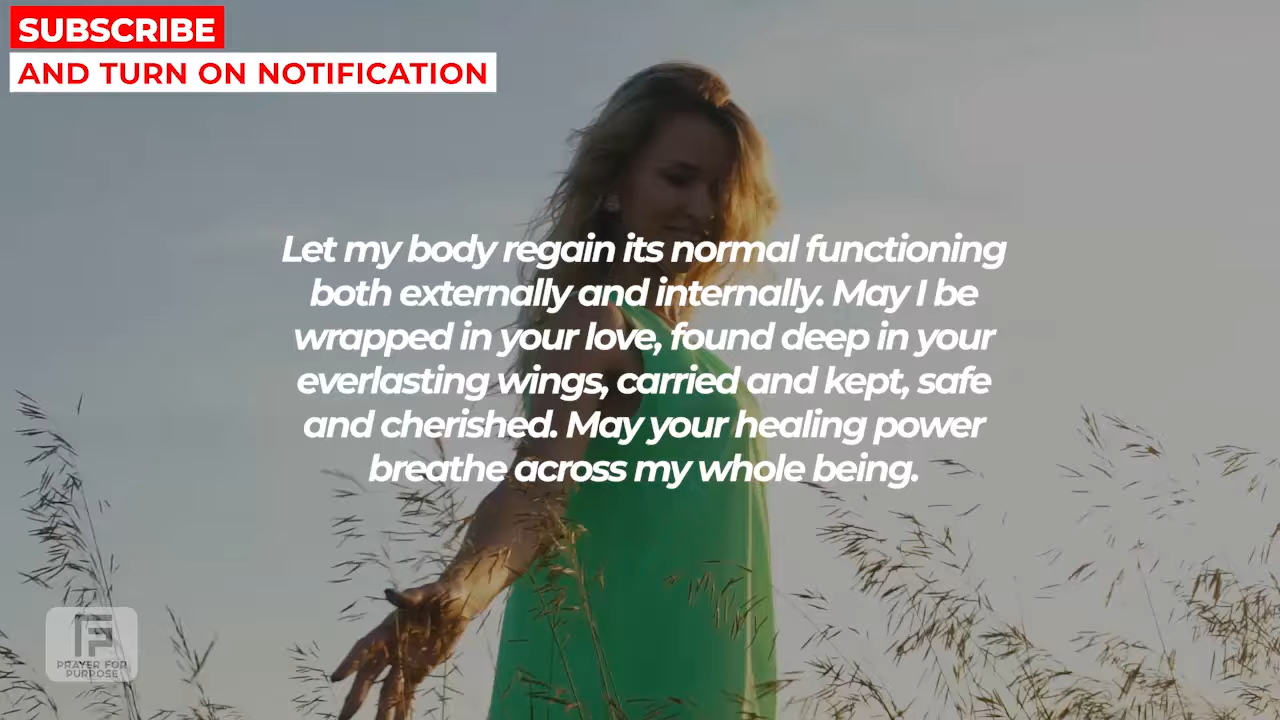 SUBSCRIBE
AND TURN ON NOTIFICATION
Let my body regain its normal functioning
both externally and internally. May I be
wrapped in your love, found deep in your
everlasting wings, carried and kept, safe
and cherished. May your healing power
breathe across my whole being.
PRAYER FOR
PURPOSE